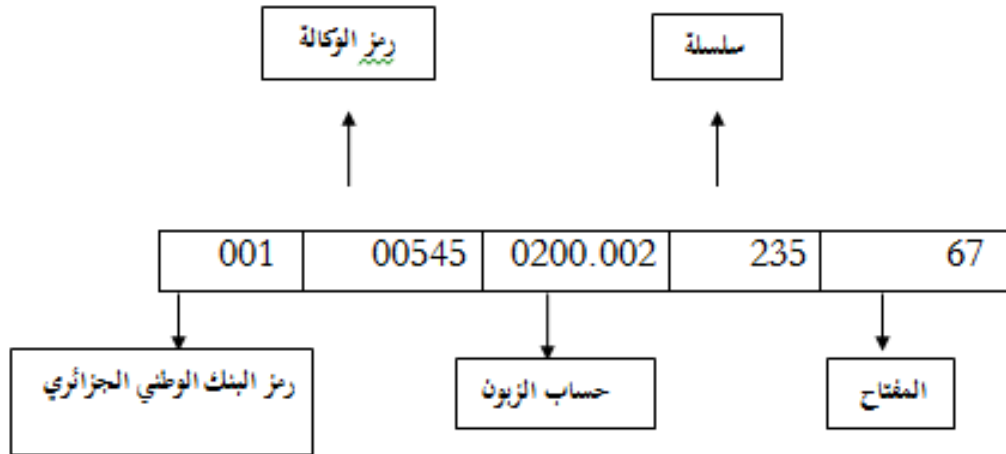 رمز الوكالة
سلسلة
001 00545 0200.002 235 67
رمز البنك الوطني الجزائري
حساب الزبون
المفتاح